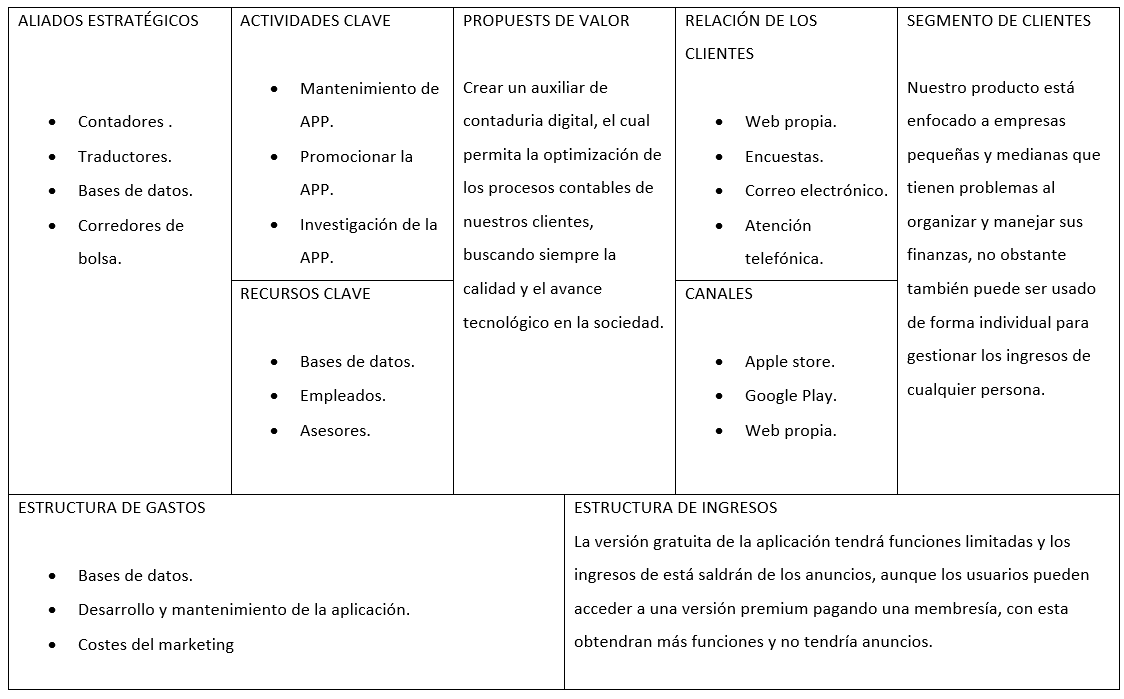 ALIADOS ESTRATÉGICOS
• Contadores .
• Traductores.
• Bases de datos.
• Corredores de
bolsa.
ACTIVIDADES CLAVE
• Mantenimiento de
APP.
• Promocionar la
APP.
• Investigación de la
APP.
RECURSOS CLAVE
• Bases de datos.
• Empleados.
• Asesores.
PROPUESTS DE VALOR
Crear un auxiliar de
contaduria digital, el cual
permita la optimización de
los procesos contables de
nuestros clientes,
buscando siempre la
calidad y el avance
tecnológico en la sociedad.
RELACIÓN DE LOS
CLIENTES
• Web propia.
• Encuestas.
• Correo electrónico.
• Atención
telefónica.
CANALES
• Apple store.
• Google Play.
• Web propia.
SEGMENTO DE CLIENTES
Nuestro producto está
enfocado a empresas
pequeñas y medianas que
tienen problemas al
organizar y manejar sus
finanzas, no obstante
también puede ser usado
de forma individual para
gestionar los ingresos de
cualquier persona.
ESTRUCTURA DE GASTOS
• Bases de datos.
• Desarrollo y mantenimiento de la aplicación.
• Costes del marketing
ESTRUCTURA DE INGRESOS
La versión gratuita de la aplicación tendrá funciones limitadas y los
ingresos de está saldrán de los anuncios, aunque los usuarios pueden
acceder a una versión premium pagando una membresía, con esta
obtendran más funciones y no tendría anuncios.